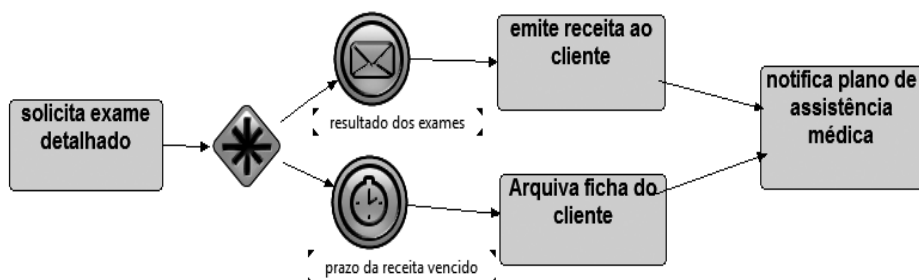 solicita exame
detalhado
resultado dos exames
prazo da receita vencido
emite receita ao
cliente
Arquiva ficha do
cliente
notifica plano de
assistência
médica